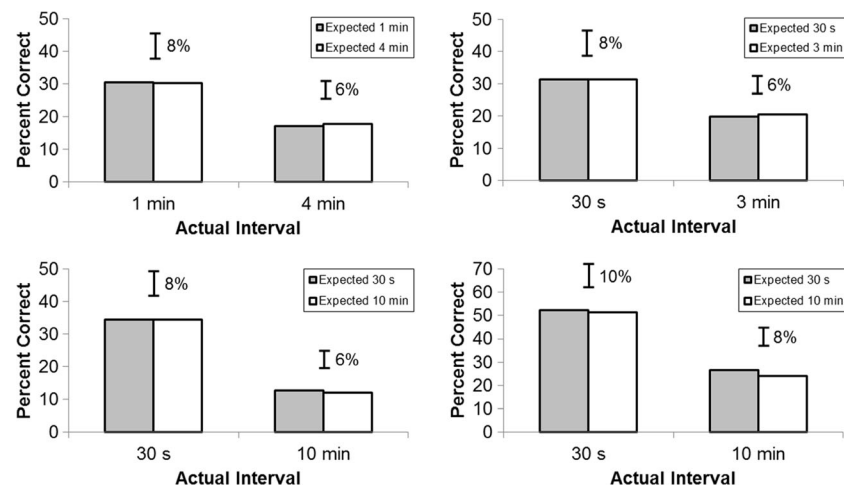 50
40
30
20
10
0
Percent Correct
8%
6%
Expected 1 min
Expected 4 min
1 min
4 min
Actual Interval
50
40
30
20
10
0
Percent Correct
8%
6%
Expected 30 s
Expected 3 min
30 s
3 min
Actual Interval
50
40
30
20
10
0
Percent Correct
8%
6%
Expected 30 s
Expected 10 min
30 s
10 min
Actual Interval
70
60
50
40
30
20
10
0
Percent Correct
10%
8%
Expected 30 s
Expected 10 min
30 s
10 min
Actual Interval